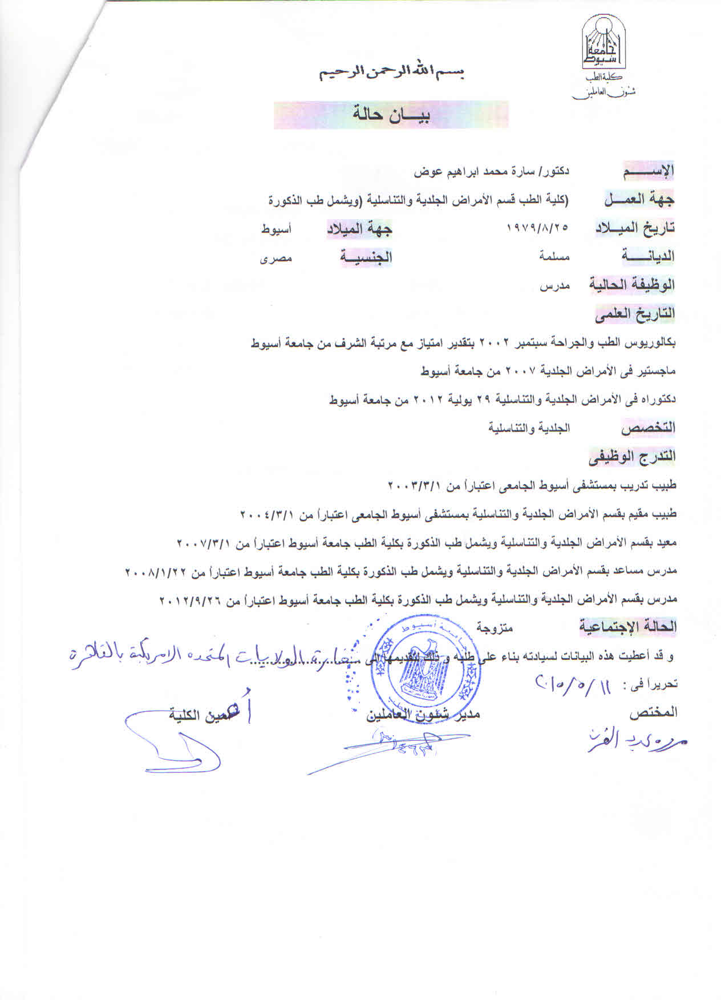 جامعة أسيوط
كلية الطب
شئون العاملين
بسم الله الرحمن الرحيم
بيـــان حالة
الإســـــم دكتور/ سارة محمد ابراهيم عوض
جهة العمـــل (كلية الطب قسم الأمراض الجلدية والتناسلية (ويشمل طب الذكورة
تاريخ الميـــلاد ١٩٧٩/٨/٢٥ جهة الميلاد أسيوط
الديانـــــة مسلمة الجنسيـــة مصرى
الوظيفة الحالية مدرس
التاريخ العلمى
بكالوريوس الطب والجراحة سبتمبر ٢٠٠٢ بتقدير امتياز مع مرتبة الشرف من جامعة أسيوط
ماجستير فى الأمراض الجلدية ٢٠٠٧ من جامعة أسيوط
دكتوراه فى الأمراض الجلدية والتناسلية ٢٩ يولية ٢٠١٢ من جامعة أسيوط
التخصص الجلدية والتناسلية
التدرج الوظيفى
طبيب تدريب بمستشفى أسيوط الجامعى اعتباراً من ٢٠٠٣/٣/١
طبيب مقيم بقسم الأمراض الجلدية والتناسلية بمستشفى أسيوط الجامعى اعتباراً من ٢٠٠٤/٣/١
معيد بقسم الأمراض الجلدية والتناسلية ويشمل طب الذكورة بكلية الطب جامعة أسيوط اعتباراً من ٢٠٠٧/٣/١
مدرس مساعد بقسم الأمراض الجلدية والتناسلية ويشمل طب الذكورة بكلية الطب جامعة أسيوط اعتباراً من ٢٠٠٨/١/٢٢
مدرس بقسم الأمراض الجلدية والتناسلية ويشمل طب الذكورة بكلية الطب جامعة أسيوط اعتباراً من ٢٠١٢/٩/٢٦
الحالة الإجتماعية متزوجة
جامعة أسيوط
و قد أعطيت هذه البيانات لسيادته بناء على طلبه و ذلك لتقديمها الى سفارة الولايات المتحده الامريكية بالقاهرة
تحريراً فى : ٢٠١٥/٥/١١
المختص مدير شئون العاملين أمين الكلية